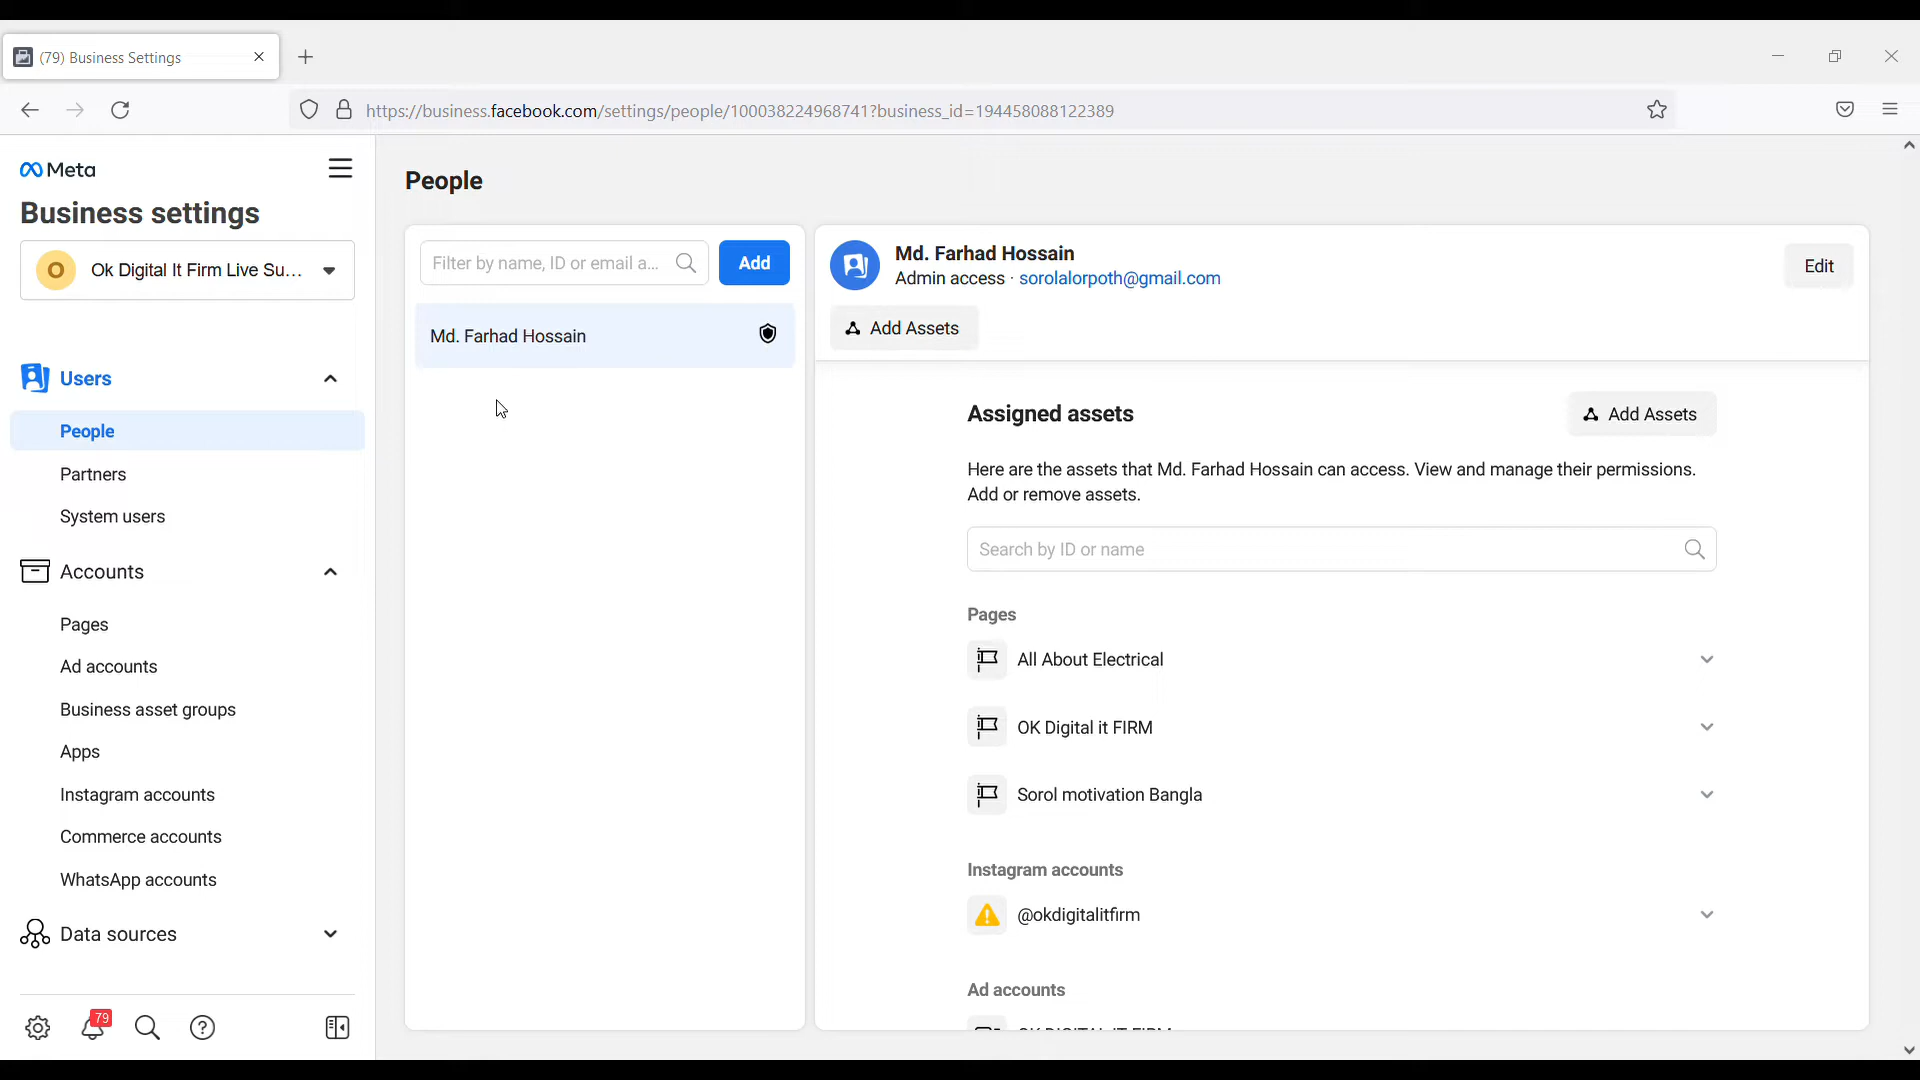 (79) Business Settings
https://business.facebook.com/settings/people/100038224968741?business_id=194458088122389
Meta
Business settings
O Ok Digital It Firm Live Su...
Users
People
Partners
System users
Accounts
Pages
Ad accounts
Business asset groups
Apps
Instagram accounts
Commerce accounts
WhatsApp accounts
Data sources
79
People
Filter by name, ID or email a...
Add
Md. Farhad Hossain
Md. Farhad Hossain
Admin access · sorolalorpoth@gmail.com
Edit
Add Assets
Assigned assets
Add Assets
Here are the assets that Md. Farhad Hossain can access. View and manage their permissions.
Add or remove assets.
Search by ID or name
Pages
All About Electrical
OK Digital it FIRM
Sorol motivation Bangla
Instagram accounts
@okdigitalitfirm
Ad accounts
OK DIGITAL IT FIRM